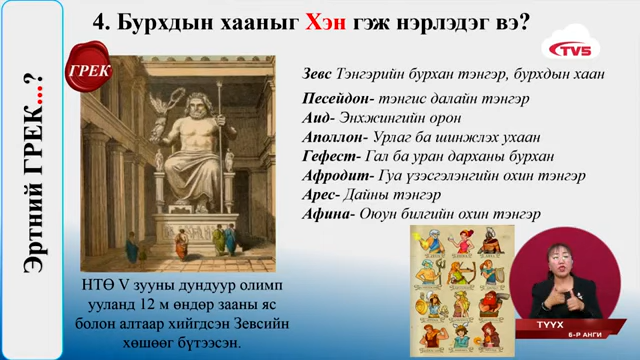 4. Бурхдын хааныг Хэн гэж нэрлэдэг вэ?
TV5
ГРЕК
Эртний ГРЕК...?
Зевс Тэнгэрийн бурхан тэнгэр, бурхдын хаан
Песейдон- тэнгис далайн тэнгэр
Аид- Энхжингийн орон
Аполлон- Урлаг ба шинжлэх ухаан
Гефест- Гал ба уран дарханы бурхан
Афродит- Гуа үзэсгэлэнгийн охин тэнгэр
Арес- Дайны тэнгэр
Афина- Оюун билгийн охин тэнгэр
НТӨ V зууны дундуур олимп
ууланд 12 м өндөр зааны яс
болон алтаар хийгдсэн Зевсийн
хөшөөг бүтээсэн.
ТҮҮХ
6-Р АНГИ